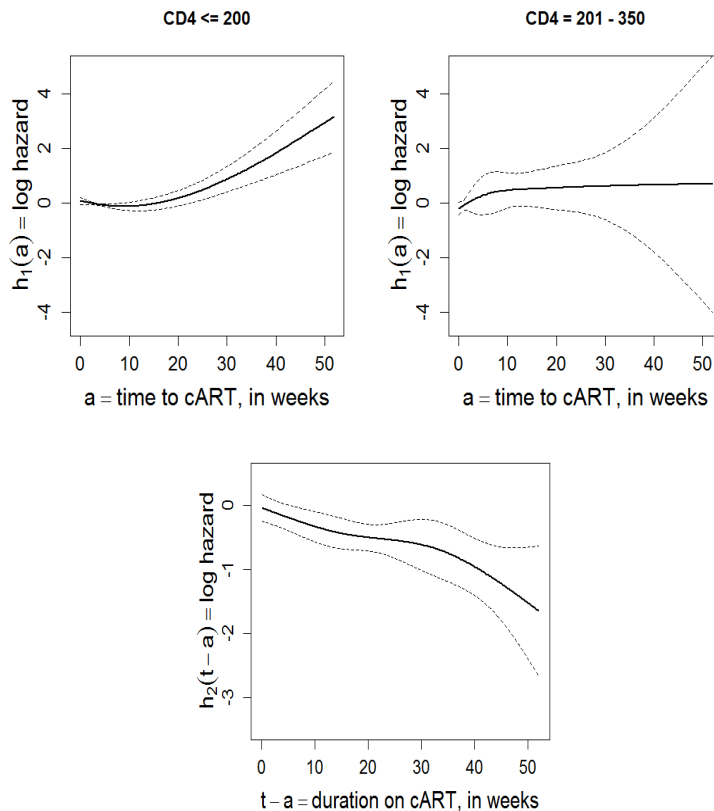 CD4 <= 200
CD4 = 201 - 350
h₁(a) = log hazard
4
2
0
-2
-4
0 10 20 30 40 50
a = time to cART, in weeks
h₁(a) = log hazard
4
2
0
-2
-4
0 10 20 30 40 50
a = time to cART, in weeks
h₂(t − a) = log hazard
0
-1
-2
-3
0 10 20 30 40 50
t − a = duration on cART, in weeks